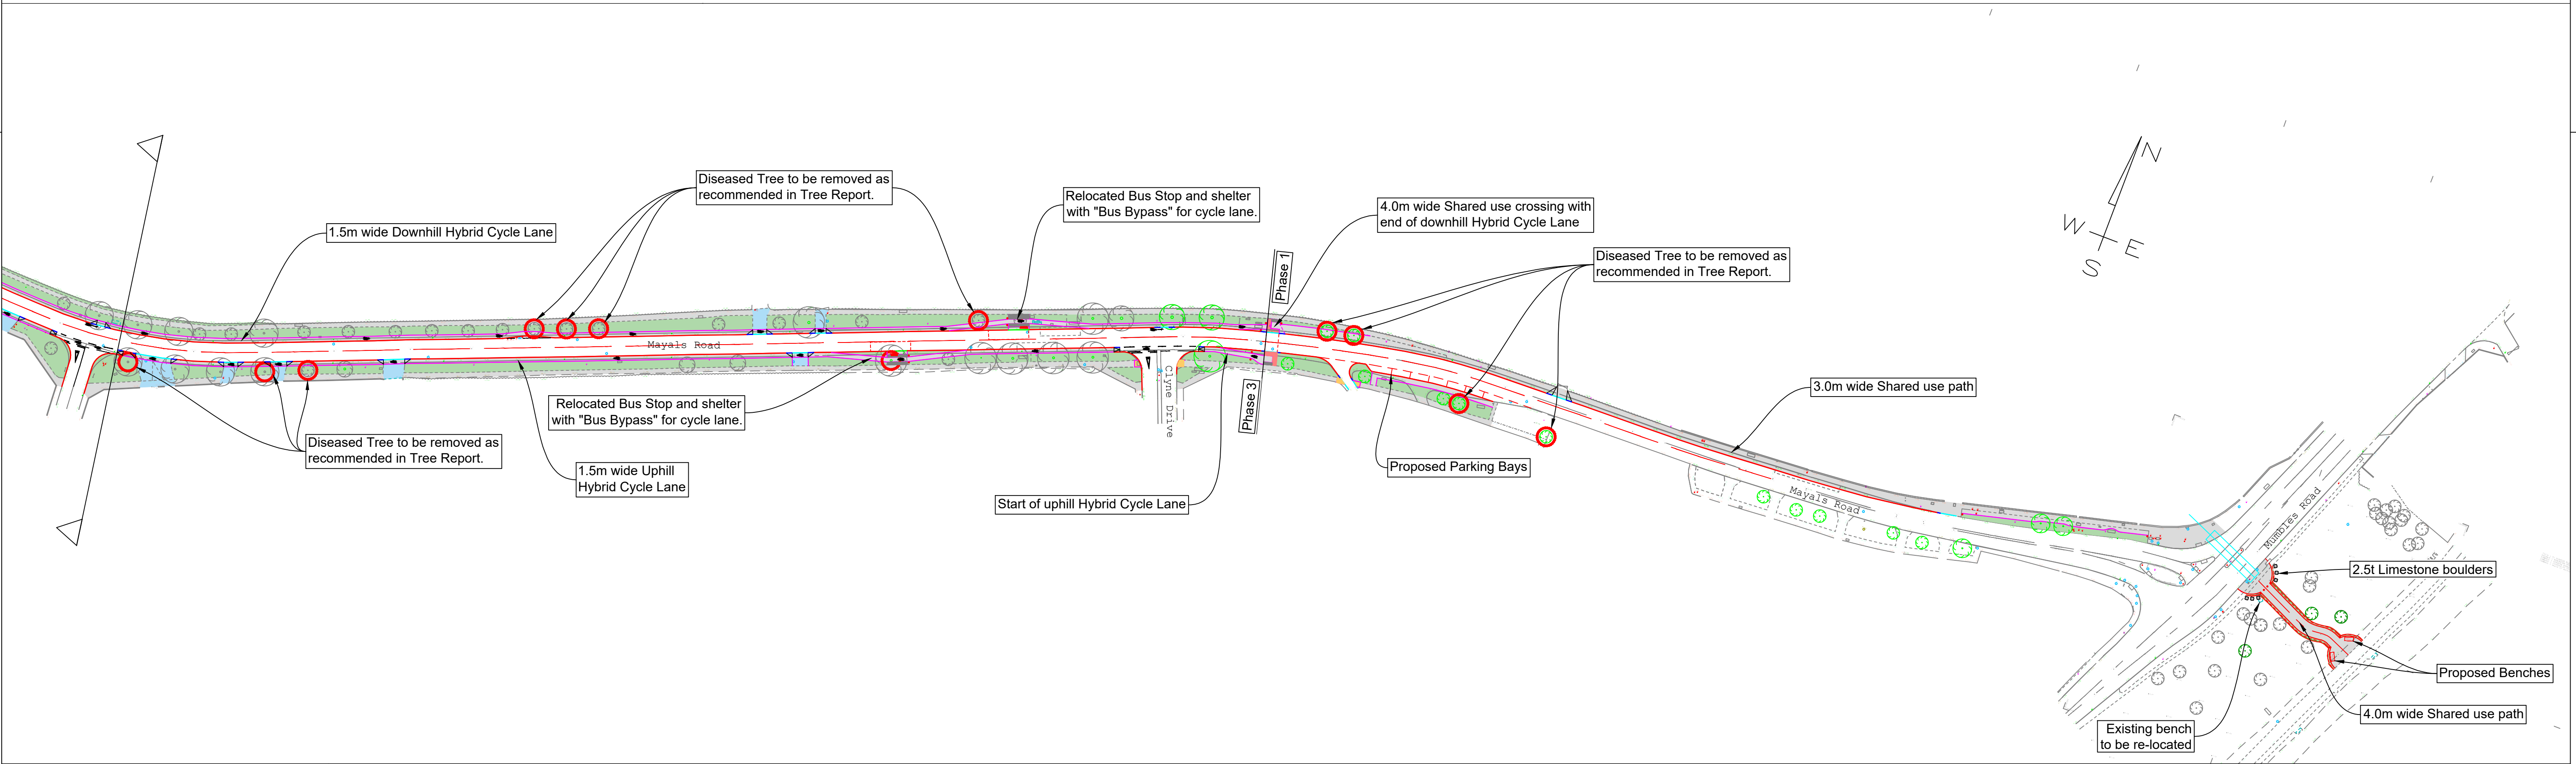 Diseased Tree to be removed as
recommended in Tree Report.
Relocated Bus Stop and shelter
with "Bus Bypass" for cycle lane.
4.0m wide Shared use crossing with
end of downhill Hybrid Cycle Lane
1.5m wide Downhill Hybrid Cycle Lane
Diseased Tree to be removed as
recommended in Tree Report.
N
W
E
S
Phase 1
Mayals Road
Clyne Drive
Phase 3
3.0m wide Shared use path
Relocated Bus Stop and shelter
with "Bus Bypass" for cycle lane.
Diseased Tree to be removed as
recommended in Tree Report.
1.5m wide Uphill
Hybrid Cycle Lane
Proposed Parking Bays
Start of uphill Hybrid Cycle Lane
Mayals Road
Mumbles Road
2.5t Limestone boulders
Proposed Benches
4.0m wide Shared use path
Existing bench
to be re-located